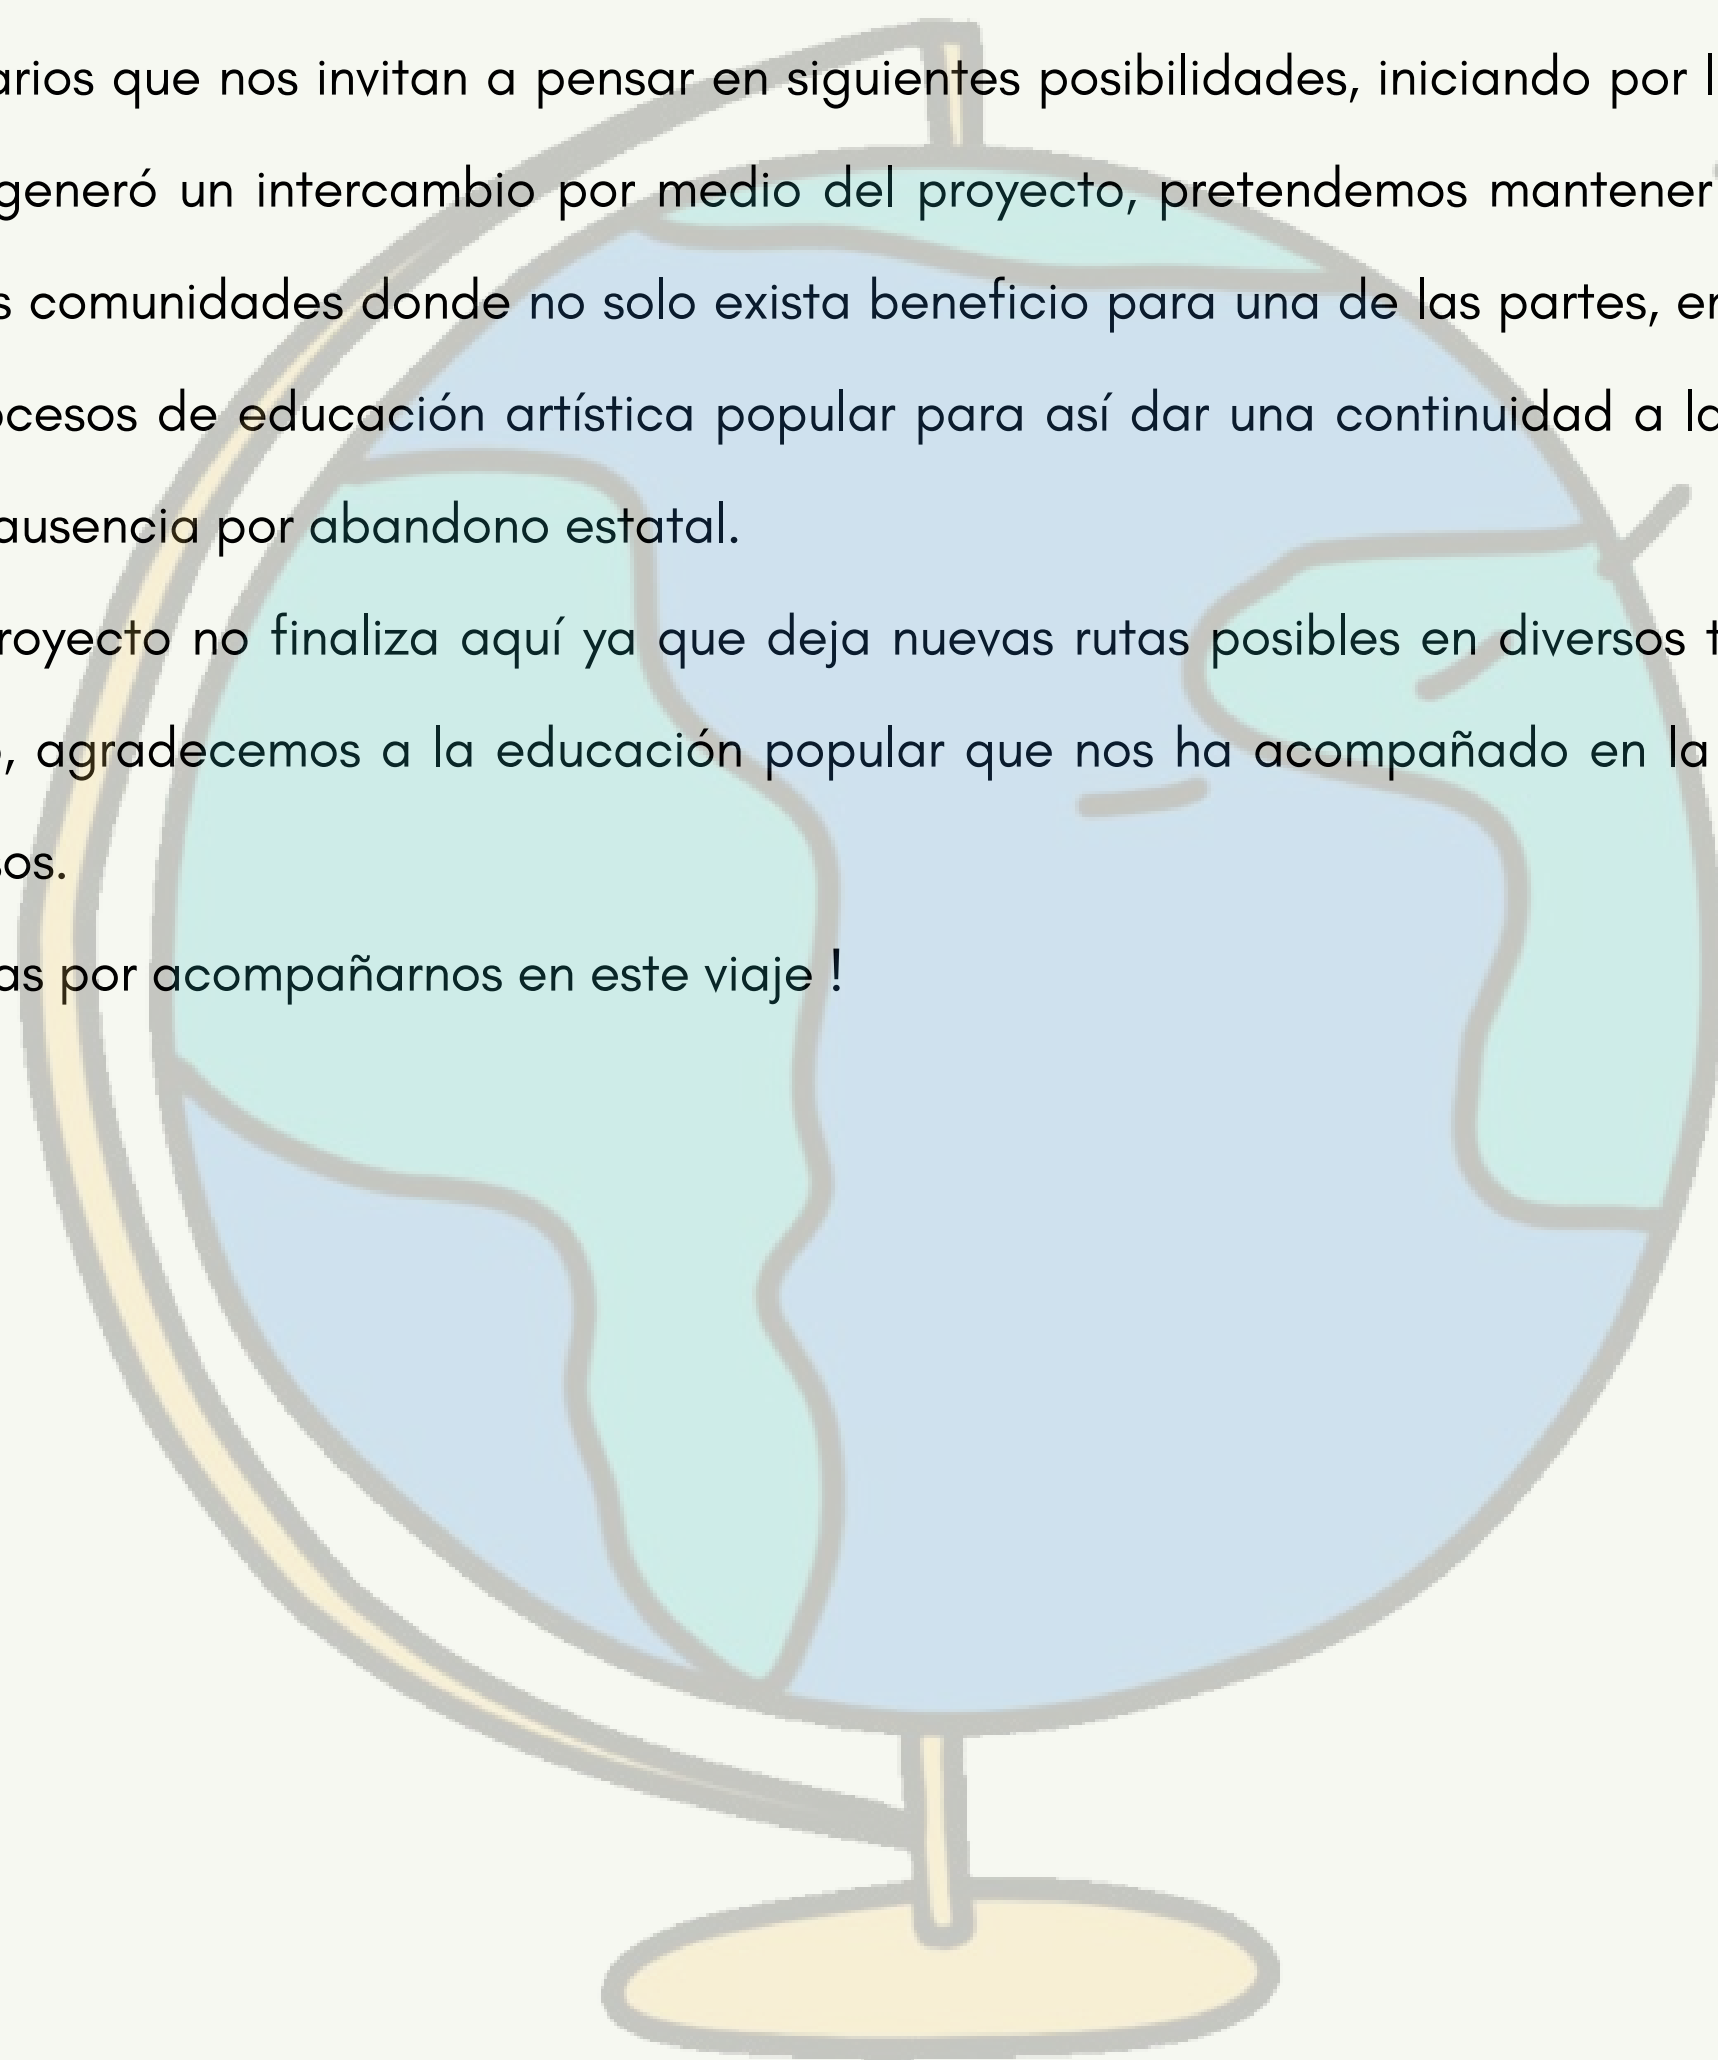 arios que nos invitan a pensar en siguientes posibilidades, iniciando por l
generó un intercambio por medio del proyecto, pretendemos mantener
s comunidades donde no solo exista beneficio para una de las partes, en
ocesos de educación artística popular para así dar una continuidad a la
ausencia por abandono estatal.
royecto no finaliza aquí ya que deja nuevas rutas posibles en diversos t
, agradecemos a la educación popular que nos ha acompañado en la
sos.
as por acompañarnos en este viaje !